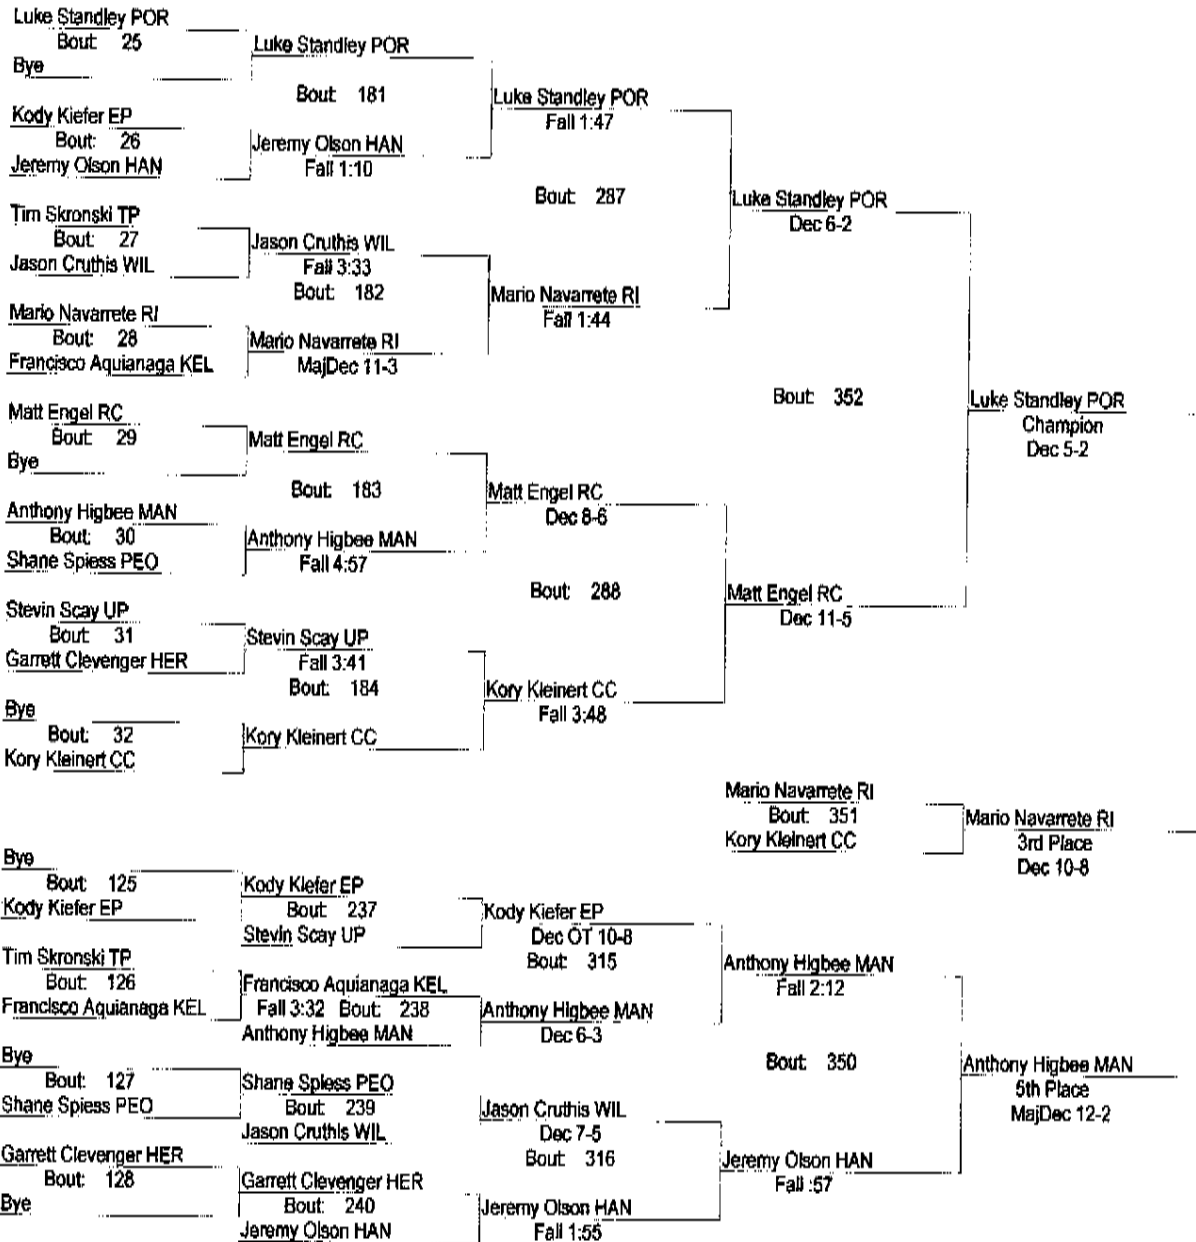 Luke Standley POR
Bout: 25
Bye
Luke Standley POR
Bout: 181
Kody Kiefer EP
Bout: 26
Jeremy Olson HAN
Jeremy Olson HAN
Fall 1:10
Luke Standley POR
Fall 1:47
Bout: 287
Tim Skronski TP
Bout: 27
Jason Cruthis WIL
Jason Cruthis WIL
Fall 3:33
Bout: 182
Mario Navarrete RI
Bout: 28
Francisco Aquianaga KEL
Mario Navarrete RI
MajDec 11-3
Mario Navarrete RI
Fall 1:44
Luke Standley POR
Dec 6-2
Bout: 352
Matt Engel RC
Bout: 29
Bye
Matt Engel RC
Bout: 183
Anthony Higbee MAN
Bout: 30
Shane Spiess PEO
Anthony Higbee MAN
Fall 4:57
Matt Engel RC
Dec 8-6
Bout: 288
Stevin Scay UP
Bout: 31
Garrett Clevenger HER
Stevin Scay UP
Fall 3:41
Bout: 184
Bye
Bout: 32
Kory Kleinert CC
Kory Kleinert CC
Kory Kleinert CC
Fall 3:48
Matt Engel RC
Dec 11-5
Luke Standley POR
Champion
Dec 5-2
Mario Navarrete RI
Bout: 351
Kory Kleinert CC
Mario Navarrete RI
3rd Place
Dec 10-8
Bye
Bout: 125
Kody Kiefer EP
Kody Kiefer EP
Bout: 237
Stevin Scay UP
Kody Kiefer EP
Dec OT 10-8
Bout: 315
Tim Skronski TP
Bout: 126
Francisco Aquianaga KEL
Francisco Aquianaga KEL
Fall 3:32 Bout: 238
Anthony Higbee MAN
Anthony Higbee MAN
Dec 6-3
Anthony Higbee MAN
Fall 2:12
Bout: 350
Bye
Bout: 127
Shane Spiess PEO
Shane Spiess PEO
Bout: 239
Jason Cruthis WIL
Jason Cruthis WIL
Dec 7-5
Bout: 316
Garrett Clevenger HER
Bout: 128
Bye
Garrett Clevenger HER
Bout: 240
Jeremy Olson HAN
Jeremy Olson HAN
Fall 1:55
Jeremy Olson HAN
Fall :57
Anthony Higbee MAN
5th Place
MajDec 12-2